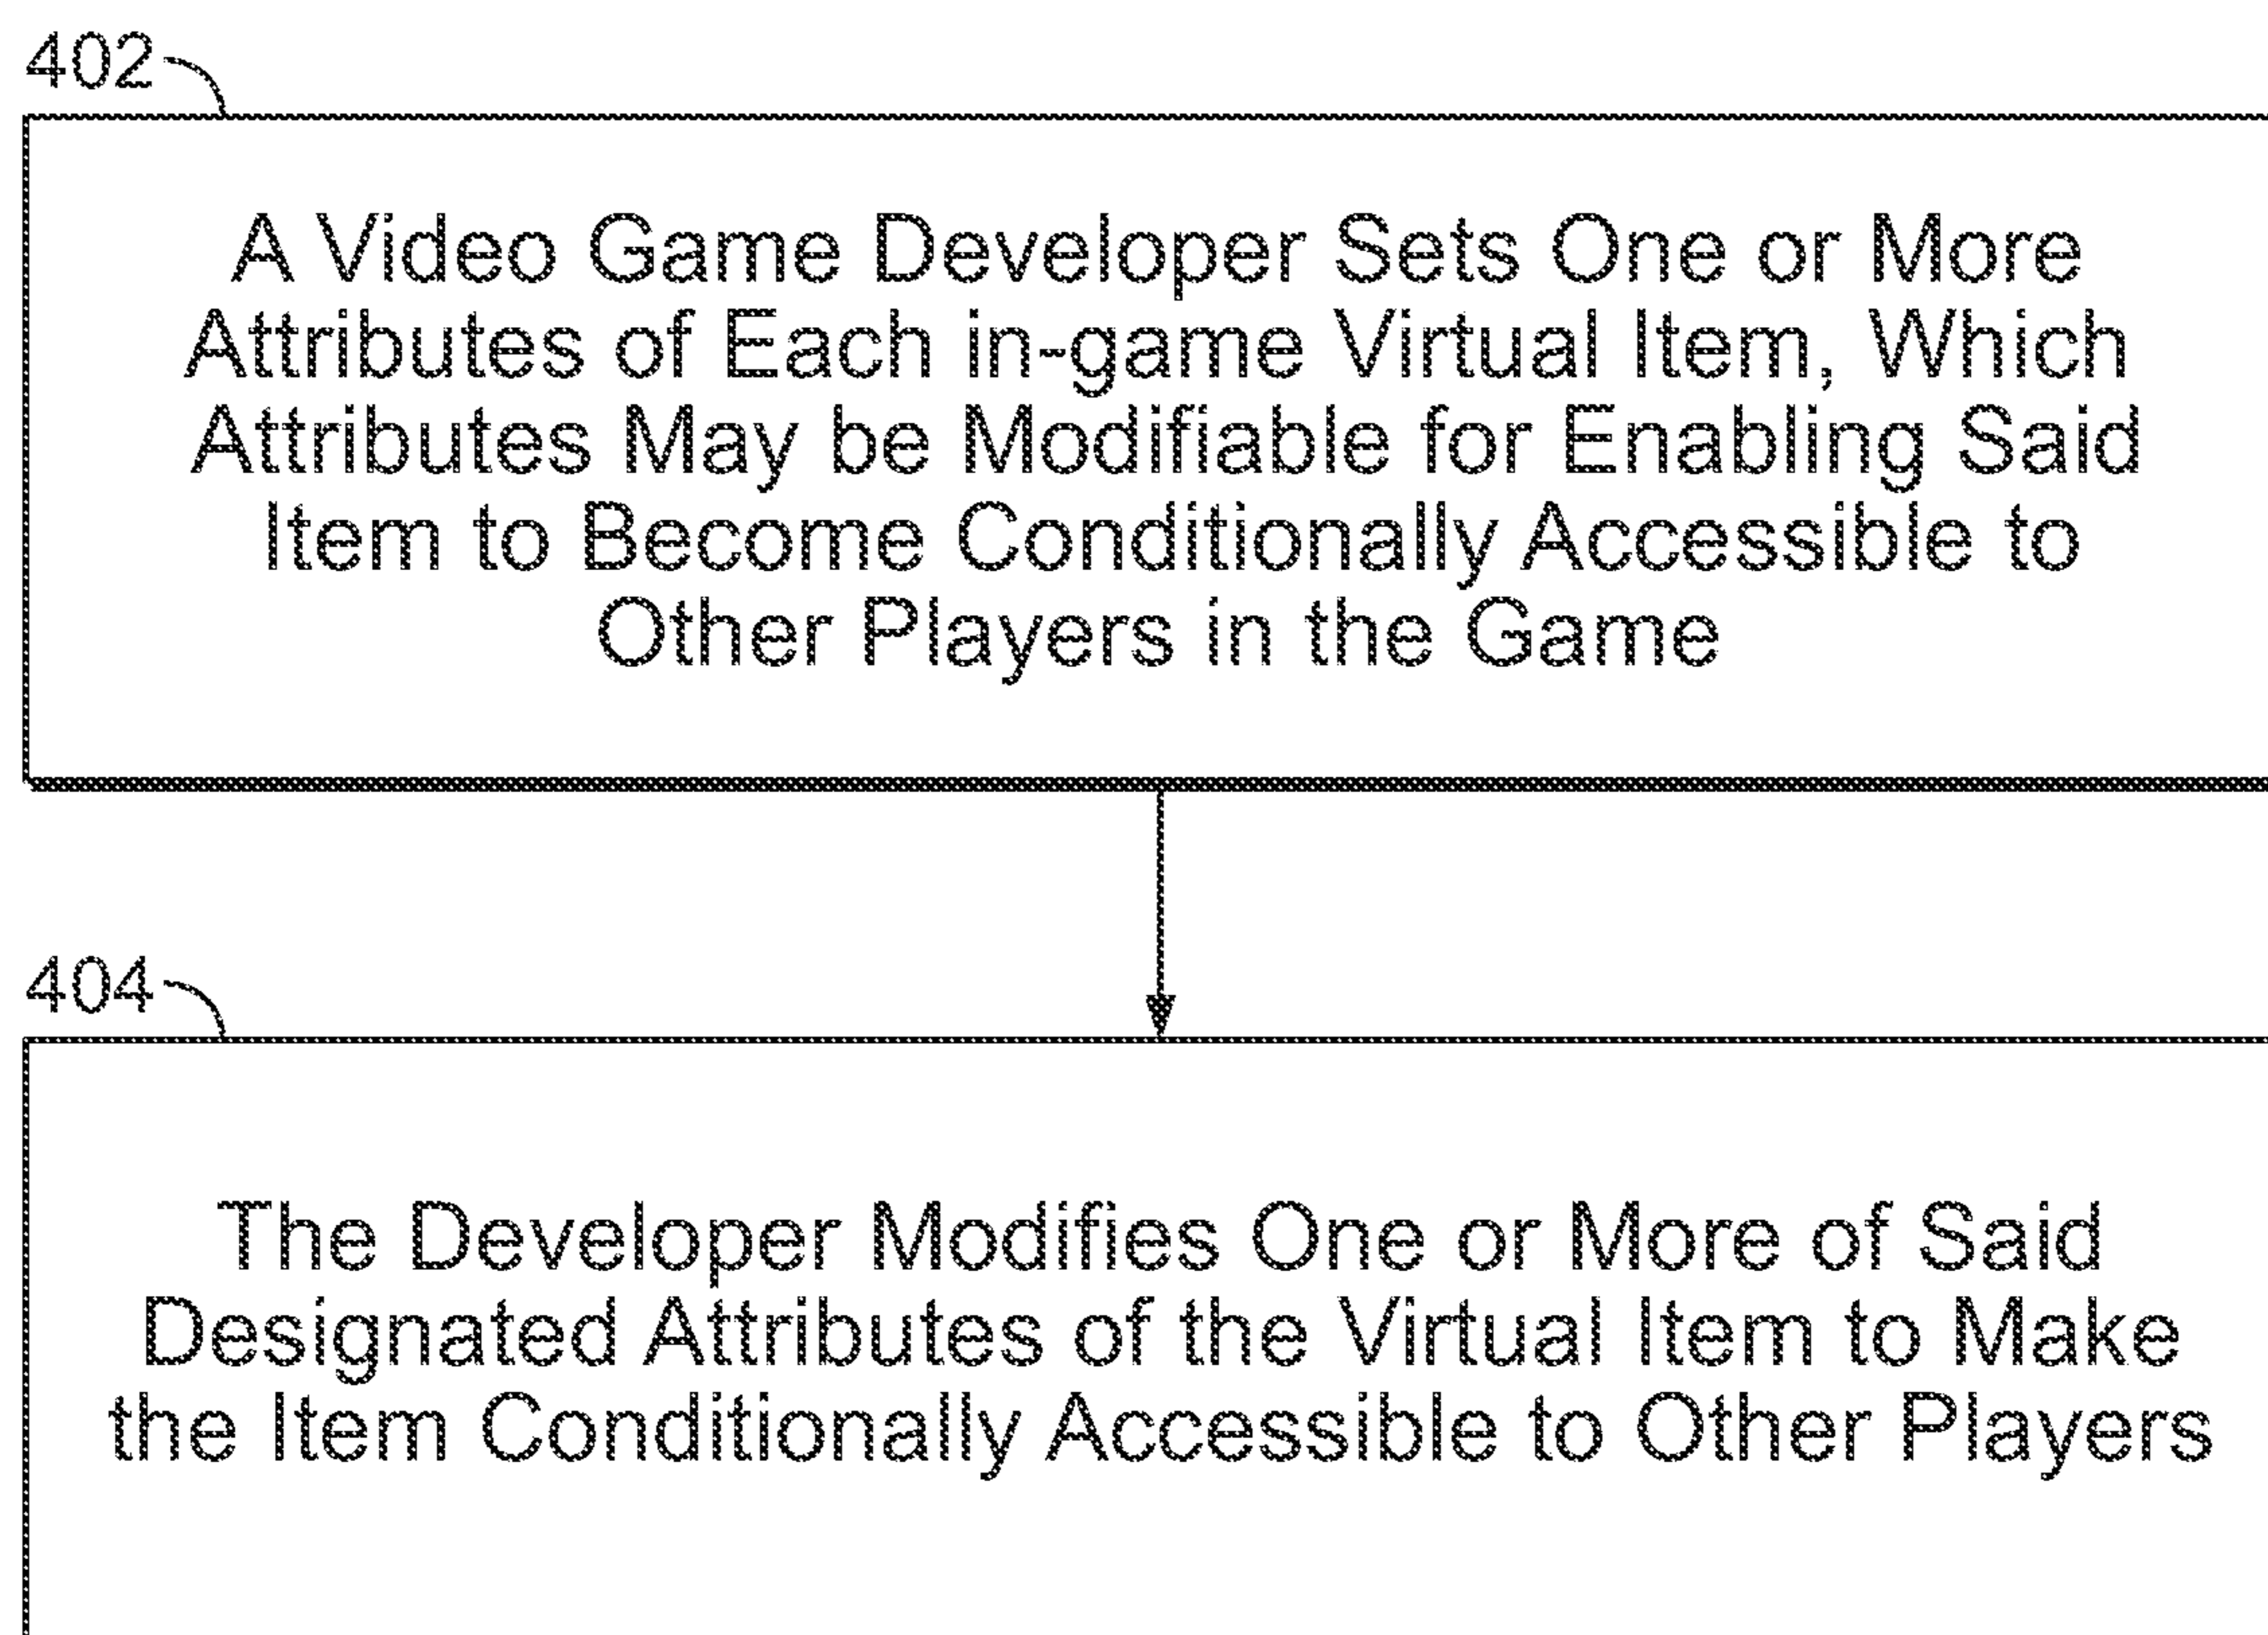 402
A Video Game Developer Sets One or More
Attributes of Each in-game Virtual Item, Which
Attributes May be Modifiable for Enabling Said
Item to Become Conditionally Accessible to
Other Players in the Game
404
The Developer Modifies One or More of Said
Designated Attributes of the Virtual Item to Make
the Item Conditionally Accessible to Other Players